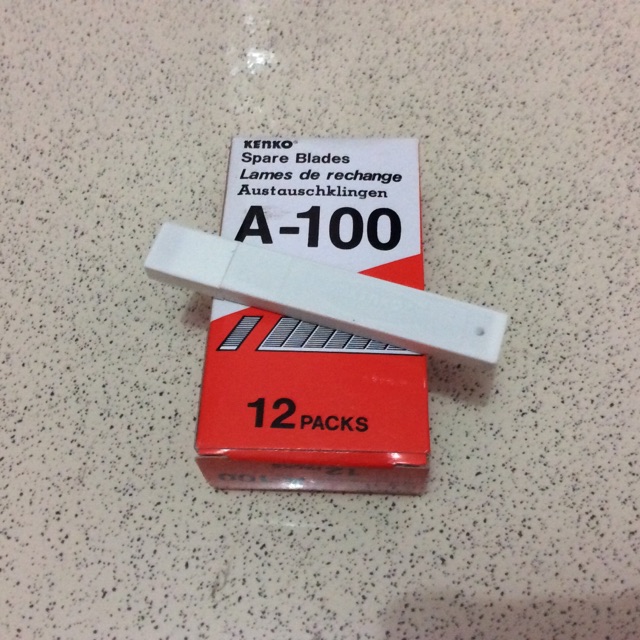 KENKO®
Spare Blades
Lames de rechange
Austauschklingen
A-100
12 PACKS